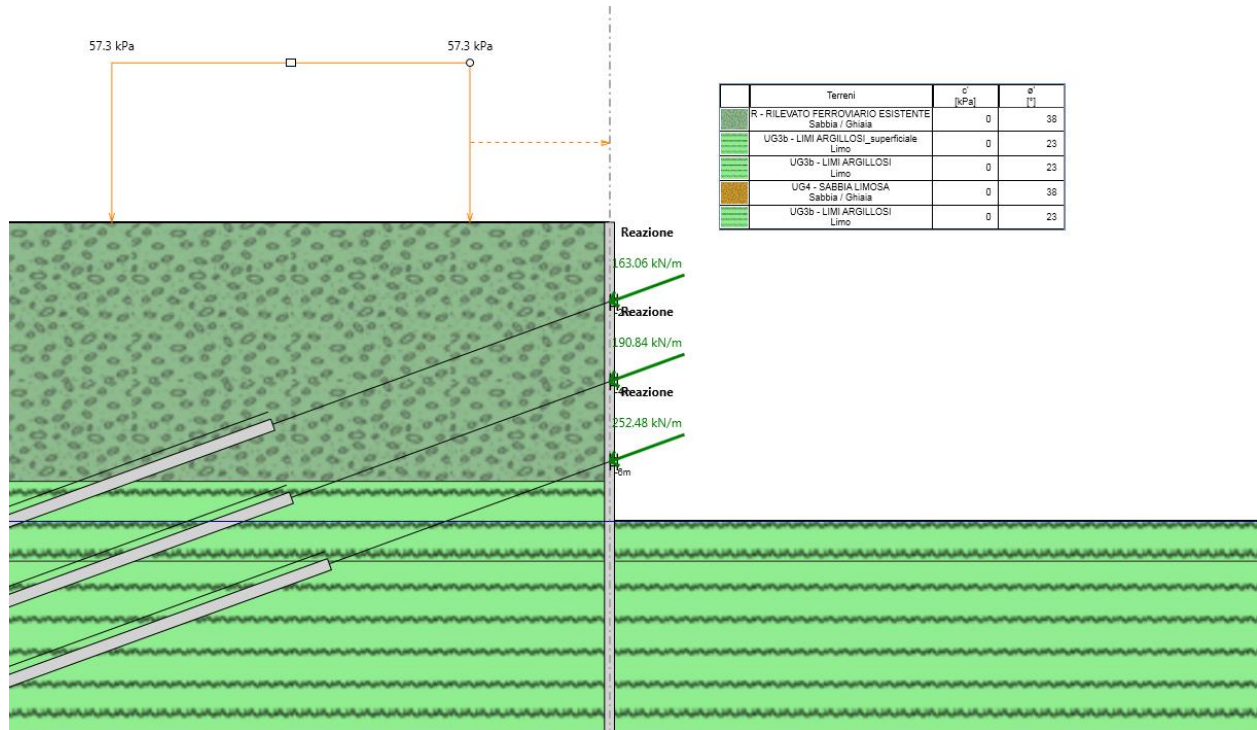 57.3 kPa
57.3 kPa
Terreni
c' [kPa]
ø' [°]
R - RILEVATO FERROVIARIO ESISTENTE
Sabbia / Ghiaia
0
38
UG3b - LIMI ARGILLOSI_superficiale
Limo
0
23
UG3b - LIMI ARGILLOSI
Limo
0
23
UG4 - SABBIA LIMOSA
Sabbia / Ghiaia
0
38
UG3b - LIMI ARGILLOSI
Limo
0
23
Reazione
163.06 kN/m
Reazione
190.84 kN/m
Reazione
252.48 kN/m
-6m